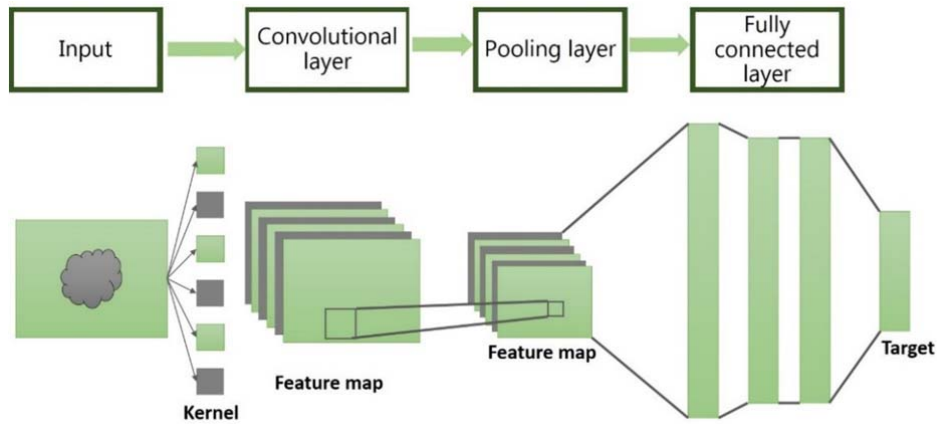 Input
Convolutional
layer
Pooling layer
Fully
connected
layer
Kernel
Feature map
Feature map
Target